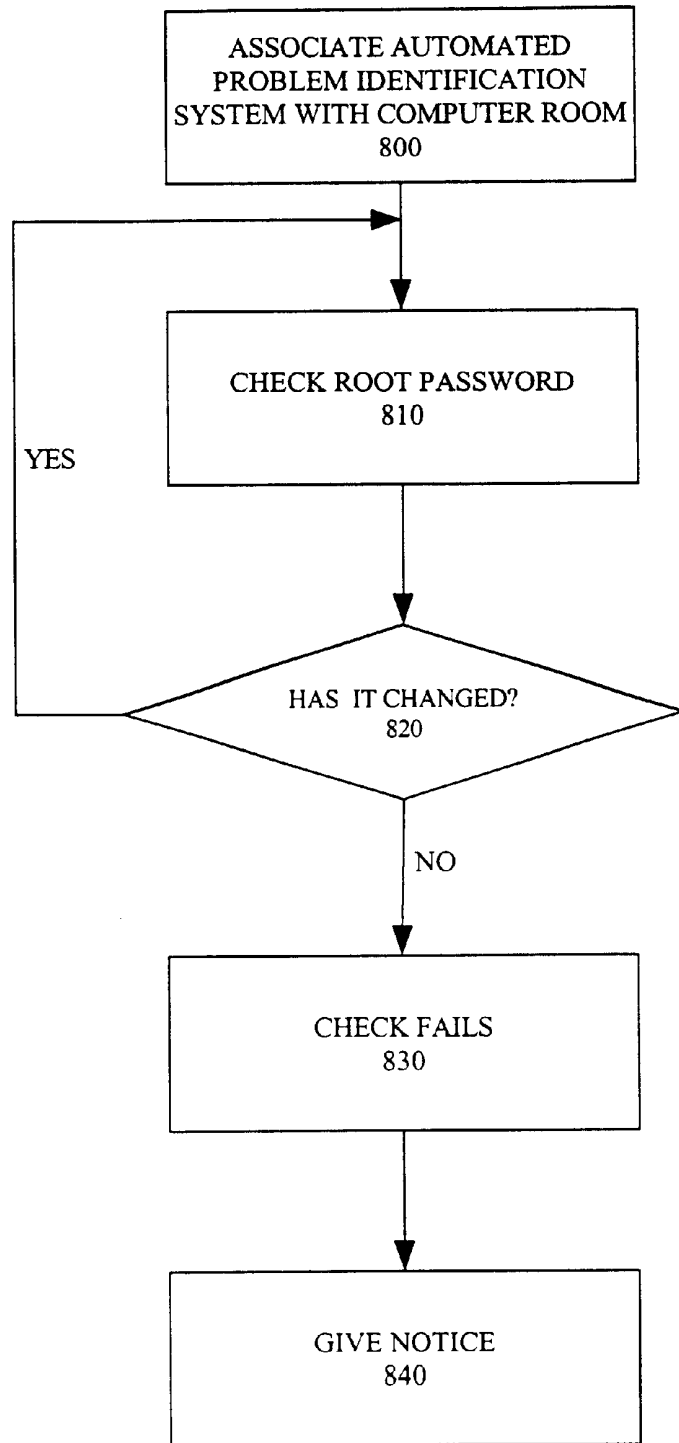 ASSOCIATE AUTOMATED
PROBLEM IDENTIFICATION
SYSTEM WITH COMPUTER ROOM
800
CHECK ROOT PASSWORD
810
YES
HAS IT CHANGED?
820
NO
CHECK FAILS
830
GIVE NOTICE
840